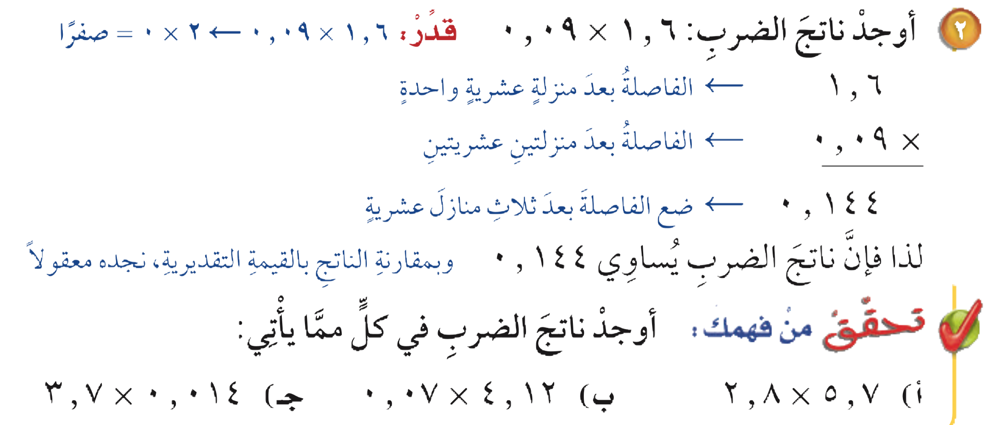 ٢ أوجدْ ناتجَ الضربِ: ١,٦ × ٠,٠٩ قدِّرْ: ١,٦ × ٠,٠٩ ← ٢ × ٠ = صفرًا
١,٦ ← الفاصلةُ بعدَ منزلةٍ عشريةٍ واحدةٍ
× ٠,٠٩ ← الفاصلةُ بعدَ منزلتينِ عشريتينِ
٠,١٤٤ ← ضع الفاصلةَ بعدَ ثلاثِ منازلَ عشريةٍ
لذا فإنَّ ناتجَ الضربِ يُساوِي ٠,١٤٤ وبمقارنةِ الناتجِ بالقيمةِ التقديريةِ، نجده معقولاً
تحقَّقْ منْ فهمكَ: أوجدْ ناتجَ الضربِ في كلٍّ ممَّا يأْتِي:
أ) ٥,٧ × ٢,٨ ب) ٤,١٢ × ٠,٠٧ جـ) ٠,٠١٤ × ٣,٧